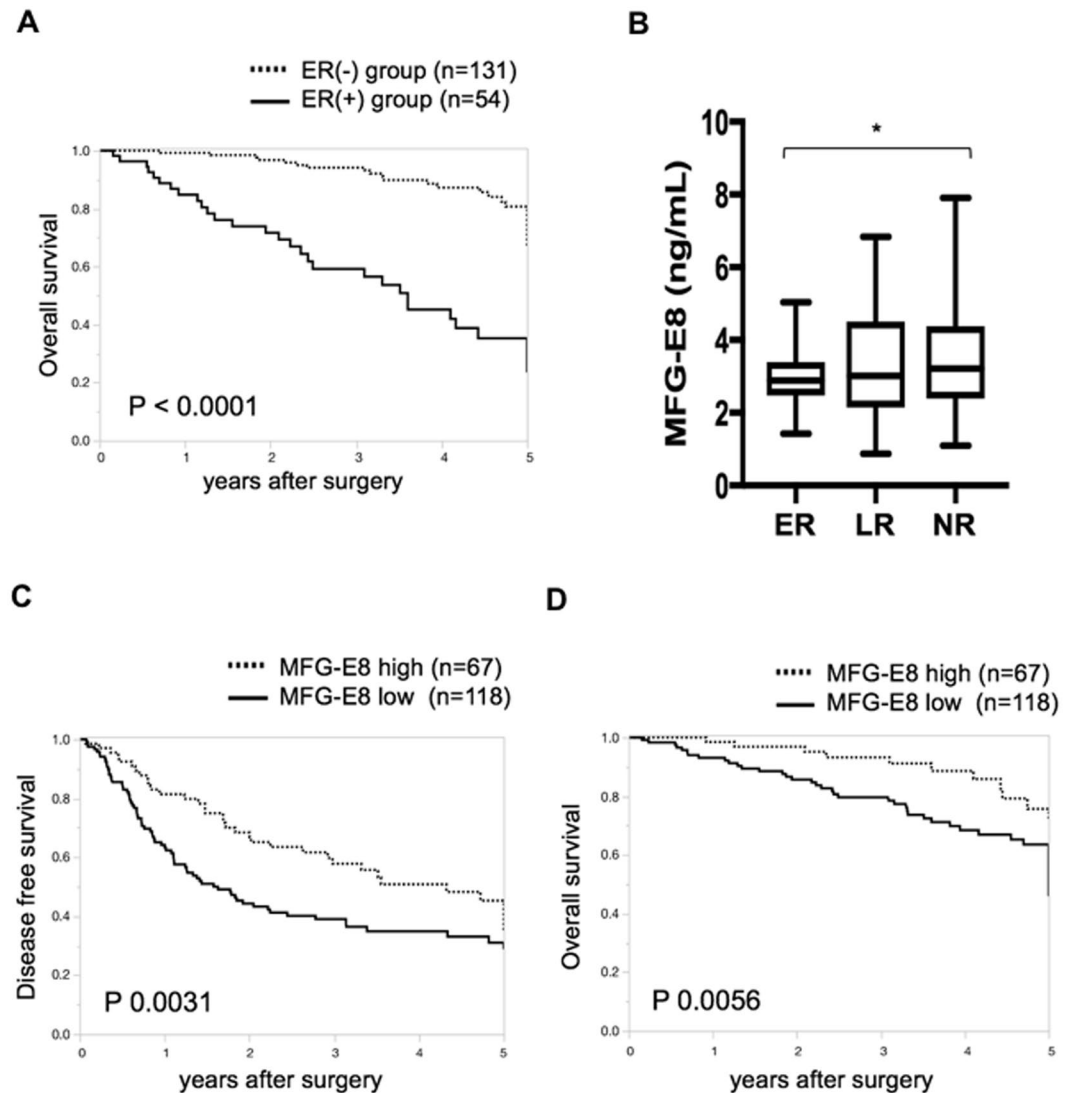 A
ER(-) group (n=131)
ER(+) group (n=54)
1.0
0.8
0.6
0.4
0.2
0.0
Overall survival
P < 0.0001
0 1 2 3 4 5
years after surgery
B
10
8
6
4
2
0
MFG-E8 (ng/mL)
*
ER LR NR
C
MFG-E8 high (n=67)
MFG-E8 low (n=118)
1.0
0.8
0.6
0.4
0.2
0.0
Disease free survival
P 0.0031
0 1 2 3 4 5
years after surgery
D
MFG-E8 high (n=67)
MFG-E8 low (n=118)
1.0
0.8
0.6
0.4
0.2
0.0
Overall survival
P 0.0056
0 1 2 3 4 5
years after surgery